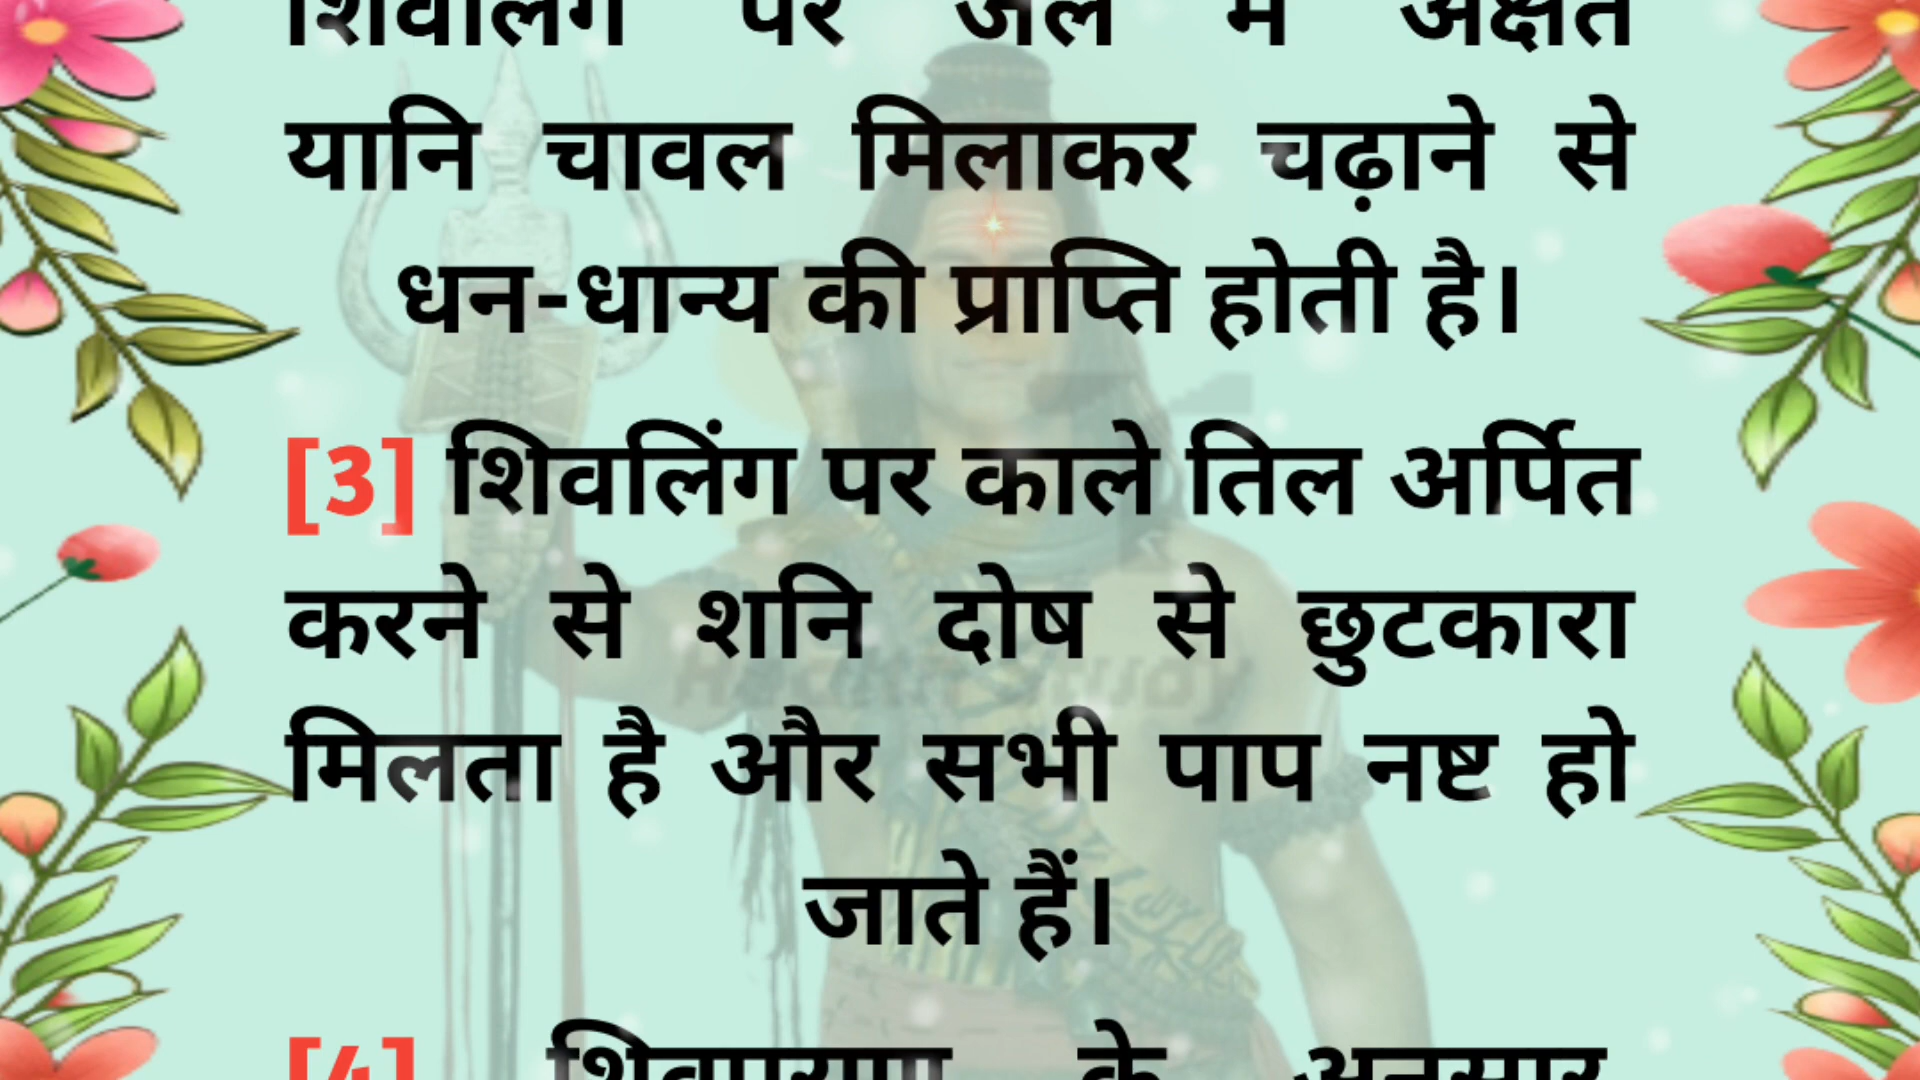 शिवलिंग पर जल में अक्षत
यानि चावल मिलाकर चढ़ाने से
धन-धान्य की प्राप्ति होती है।
[3] शिवलिंग पर काले तिल अर्पित
करने से शनि दोष से छुटकारा
मिलता है और सभी पाप नष्ट हो
जाते हैं।
[4] शिवपुराण के अनुसार